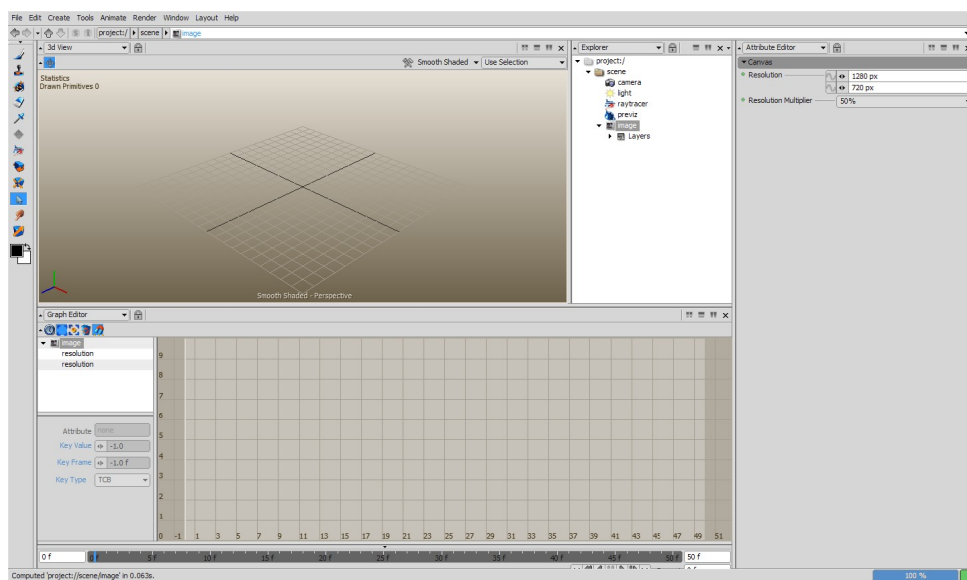 File Edit Create Tools Animate Render Window Layout Help
project:/ scene image
3d View
Smooth Shaded Use Selection
Statistics
Drawn Primitives 0
Smooth Shaded - Perspective
Explorer
project:/
scene
camera
light
raytracer
previz
image
Layers
Attribute Editor
Canvas
Resolution 1280 px
720 px
Resolution Multiplier 50%
Graph Editor
image
resolution
resolution
Attribute none
Key Value -1.0
Key Frame -1.0 f
Key Type TCB
9
8
7
6
5
4
3
2
1
0 -1 1 3 5 7 9 11 13 15 17 19 21 23 25 27 29 31 33 35 37 39 41 43 45 47 49 51
0 f 0 f 5 f 10 f 15 f 20 f 25 f 30 f 35 f 40 f 45 f 50 f 50 f
Computed 'project://scene/image' in 0.063s.
100 %